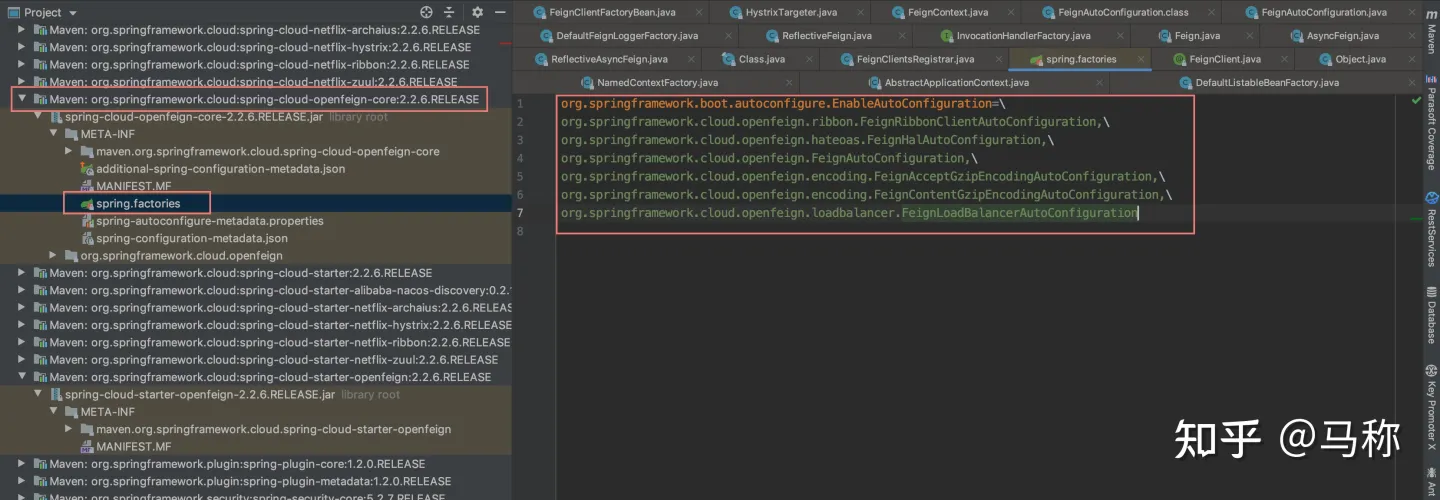 Project
Maven: org.springframework.cloud:spring-cloud-netflix-archaius:2.2.6.RELEASE
Maven: org.springframework.cloud:spring-cloud-netflix-hystrix:2.2.6.RELEASE
Maven: org.springframework.cloud:spring-cloud-netflix-ribbon:2.2.6.RELEASE
Maven: org.springframework.cloud:spring-cloud-netflix-zuul:2.2.6.RELEASE
Maven: org.springframework.cloud:spring-cloud-openfeign-core:2.2.6.RELEASE
spring-cloud-openfeign-core-2.2.6.RELEASE.jar library root
META-INF
maven.org.springframework.cloud.spring-cloud-openfeign-core
additional-spring-configuration-metadata.json
MANIFEST.MF
spring.factories
spring-autoconfigure-metadata.properties
spring-configuration-metadata.json
org.springframework.cloud.openfeign
Maven: org.springframework.cloud:spring-cloud-starter:2.2.6.RELEASE
Maven: org.springframework.cloud:spring-cloud-starter-alibaba-nacos-discovery:0.2.1
Maven: org.springframework.cloud:spring-cloud-starter-netflix-archaius:2.2.6.RELEAS
Maven: org.springframework.cloud:spring-cloud-starter-netflix-hystrix:2.2.6.RELEASE
Maven: org.springframework.cloud:spring-cloud-starter-netflix-ribbon:2.2.6.RELEASE
Maven: org.springframework.cloud:spring-cloud-starter-netflix-zuul:2.2.6.RELEASE
Maven: org.springframework.cloud:spring-cloud-starter-openfeign:2.2.6.RELEASE
spring-cloud-starter-openfeign-2.2.6.RELEASE.jar library root
META-INF
maven.org.springframework.cloud.spring-cloud-starter-openfeign
MANIFEST.MF
Maven: org.springframework.plugin:spring-plugin-core:1.2.0.RELEASE
Maven: org.springframework.plugin:spring-plugin-metadata:1.2.0.RELEASE
Maven: org.springframework.security:spring-security-core:5.2.7.RELEASE
FeignClientFactoryBean.java HystrixTargeter.java FeignContext.java FeignAutoConfiguration.class FeignAutoConfiguration.java
DefaultFeignLoggerFactory.java ReflectiveFeign.java InvocationHandlerFactory.java Feign.java AsyncFeign.java
ReflectiveAsyncFeign.java Class.java FeignClientsRegistrar.java spring.factories FeignClient.java Object.java
NamedContextFactory.java AbstractApplicationContext.java DefaultListableBeanFactory.java
1 org.springframework.boot.autoconfigure.EnableAutoConfiguration=\
2 org.springframework.cloud.openfeign.ribbon.FeignRibbonClientAutoConfiguration,\
3 org.springframework.cloud.openfeign.hateoas.FeignHalAutoConfiguration,\
4 org.springframework.cloud.openfeign.FeignAutoConfiguration,\
5 org.springframework.cloud.openfeign.encoding.FeignAcceptGzipEncodingAutoConfiguration,\
6 org.springframework.cloud.openfeign.encoding.FeignContentGzipEncodingAutoConfiguration,\
7 org.springframework.cloud.openfeign.loadbalancer.FeignLoadBalancerAutoConfiguration
8
Maven
Parasoft Coverage
RestServices
Database
Key Promoter X
Ant
知乎 @马称